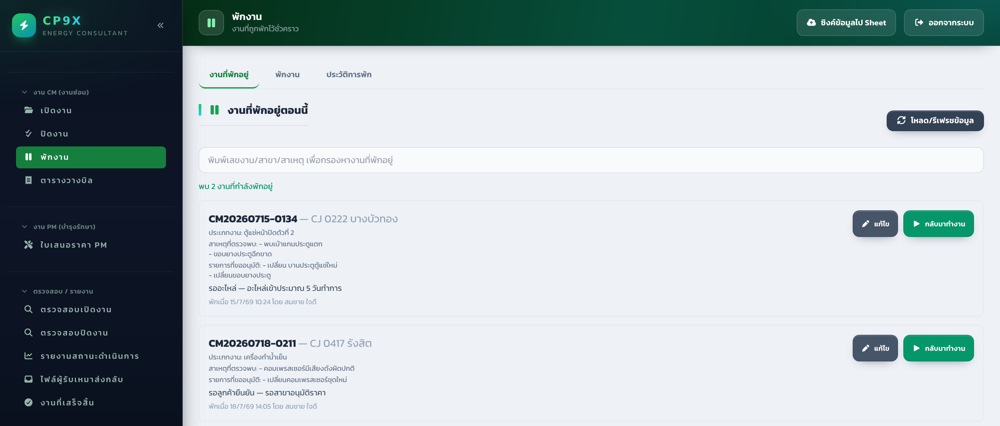 CP9X
ENERGY CONSULTANT
งาน CM (งานซ่อม)
เปิดงาน
ปิดงาน
พักงาน
ตารางวางบิล
งาน PM (บำรุงรักษา)
ใบเสนอราคา PM
ตรวจสอบ / รายงาน
ตรวจสอบเปิดงาน
ตรวจสอบปิดงาน
รายงานสถานะดำเนินการ
ไฟล์ผู้รับเหมาส่งกลับ
งานที่เสร็จสิ้น
พักงาน
งานที่ถูกพักไว้ชั่วคราว
ซิงค์ข้อมูลไป Sheet
ออกจากระบบ
งานที่พักอยู่
พักงาน
ประวัติการพัก
งานที่พักอยู่ตอนนี้
โหลด/รีเฟรชข้อมูล
พิมพ์เลขงาน/สาขา/สาเหตุ เพื่อกรองหางานที่พักอยู่
พบ 2 งานที่กำลังพักอยู่
CM20260715-0134 — CJ 0222 บางบัวทอง
ประเภทงาน: ตู้แช่หน้าปิดตัวที่ 2
สาเหตุที่ตรวจพบ: - พบเบ้าแกนประตูแตก
- ขอบยางประตูฉีกขาด
รายการที่ขออนุมัติ: - เปลี่ยน บานประตูตู้แช่ใหม่
- เปลี่ยนขอบยางประตู
รออะไหล่ — อะไหล่เข้าประมาณ 5 วันทำการ
พักเมื่อ 15/7/69 10:24 โดย สมชาย ใจดี
แก้ไข
กลับมาทำงาน
CM20260718-0211 — CJ 0417 รังสิต
ประเภทงาน: เครื่องทำน้ำเย็น
สาเหตุที่ตรวจพบ: - คอมเพรสเซอร์มีเสียงดังผิดปกติ
รายการที่ขออนุมัติ: - เปลี่ยนคอมเพรสเซอร์ชุดใหม่
รอลูกค้ายืนยัน — รอสาขาอนุมัติราคา
พักเมื่อ 18/7/69 14:05 โดย สมชาย ใจดี
แก้ไข
กลับมาทำงาน